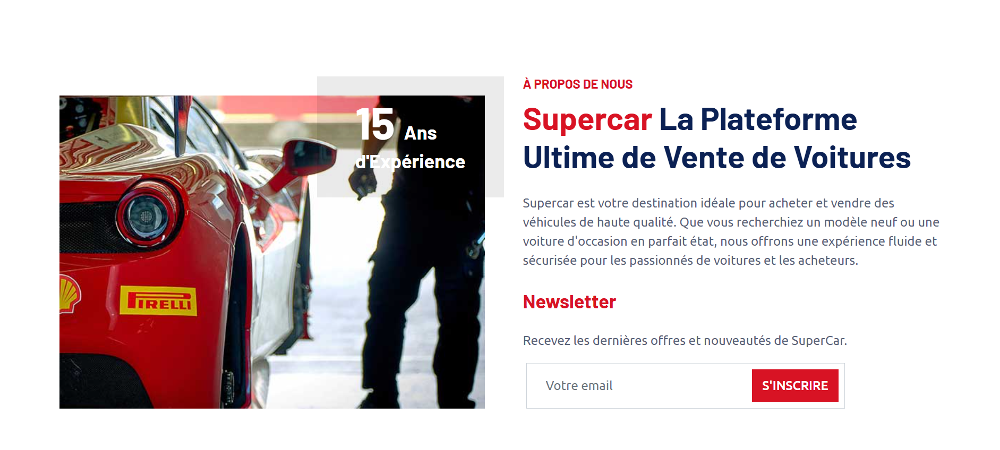 15 Ans
d'Expérience
PIRELLI
À PROPOS DE NOUS
Supercar La Plateforme
Ultime de Vente de Voitures
Supercar est votre destination idéale pour acheter et vendre des
véhicules de haute qualité. Que vous recherchiez un modèle neuf ou une
voiture d'occasion en parfait état, nous offrons une expérience fluide et
sécurisée pour les passionnés de voitures et les acheteurs.
Newsletter
Recevez les dernières offres et nouveautés de SuperCar.
Votre email
S'INSCRIRE